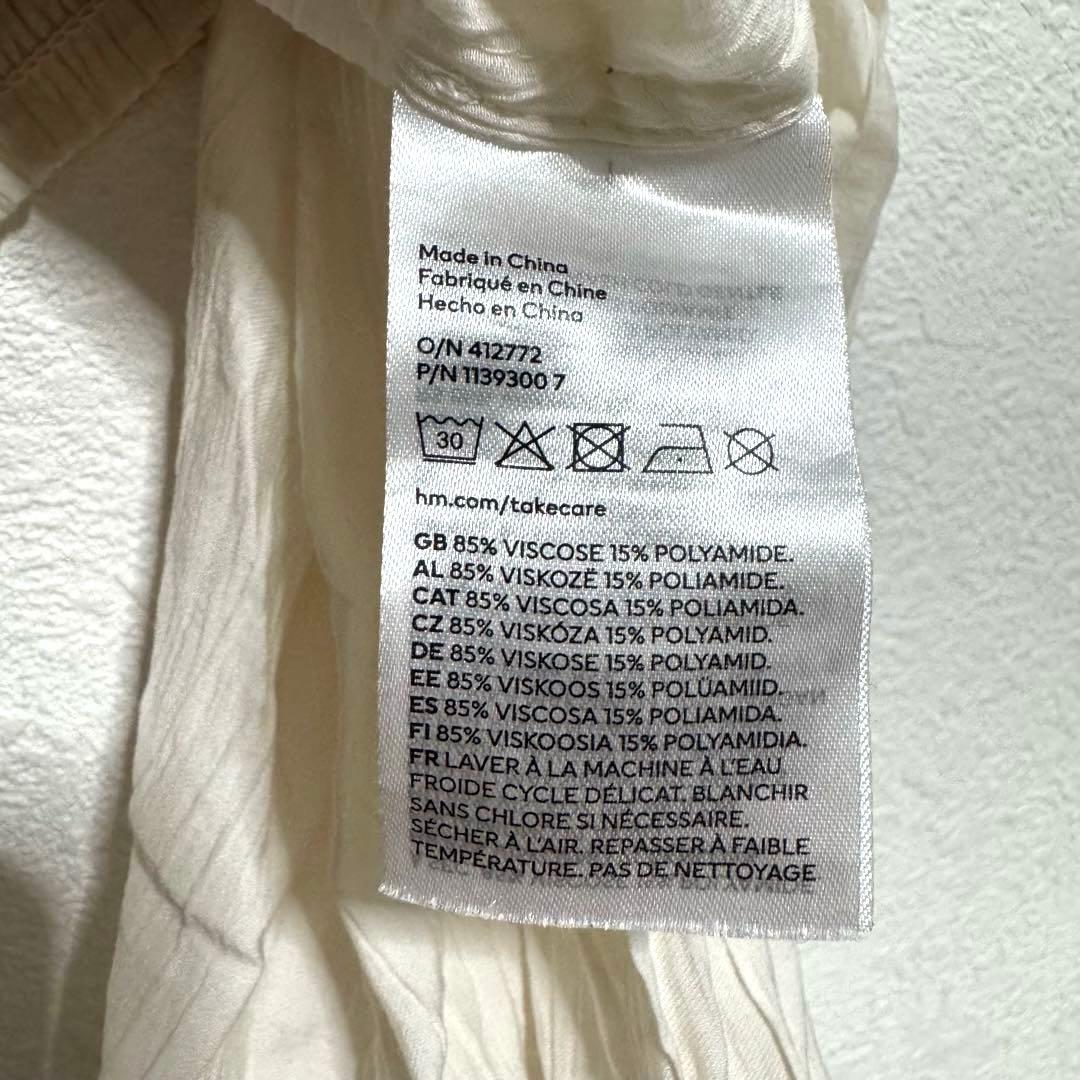 Made in China
Fabriqué en Chine
Hecho en China
O/N 412772
P/N 1139300 7
30
hm.com/takecare
GB 85% VISCOSE 15% POLYAMIDE.
AL 85% VISKOZË 15% POLIAMIDE.
CAT 85% VISCOSA 15% POLIAMIDA.
CZ 85% VISKÓZA 15% POLYAMID.
DE 85% VISKOSE 15% POLYAMID.
EE 85% VISKOOS 15% POLÜAMIID.
ES 85% VISCOSA 15% POLIAMIDA.
FI 85% VISKOOSIA 15% POLYAMIDIA.
FR LAVER À LA MACHINE À L'EAU
FROIDE CYCLE DÉLICAT. BLANCHIR
SANS CHLORE SI NÉCESSAIRE.
SÉCHER À L'AIR. REPASSER À FAIBLE
TEMPÉRATURE. PAS DE NETTOYAGE